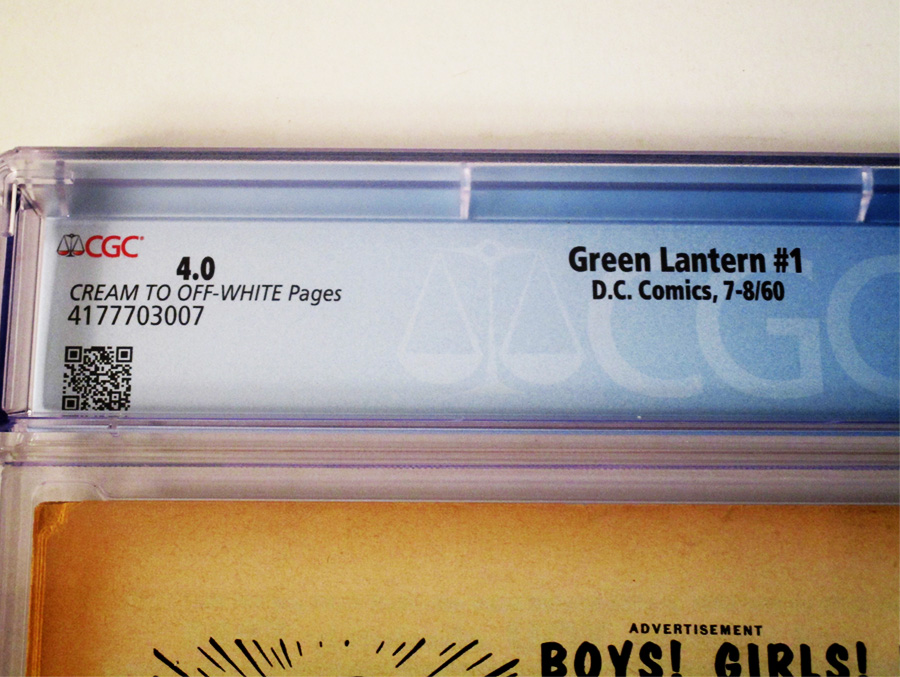 CGC
4.0
CREAM TO OFF-WHITE Pages
4177703007
Green Lantern #1
D.C. Comics, 7-8/60
CGC
ADVERTISEMENT
BOYS! GIRLS!